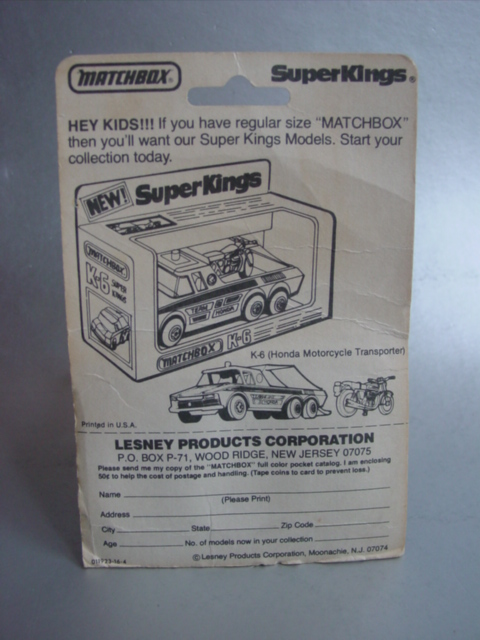 MATCHBOX®
SuperKings®
HEY KIDS!!! If you have regular size "MATCHBOX"
then you'll want our Super Kings Models. Start your
collection today.
NEW!
SuperKings
MATCHBOX
K-6 SUPER
KINGS
TEAM
HONDA
MATCHBOX
K-6
K-6 (Honda Motorcycle Transporter)
Printed in U.S.A.
LESNEY PRODUCTS CORPORATION
P.O. BOX P-71, WOOD RIDGE, NEW JERSEY 07075
Please send me my copy of the "MATCHBOX" full color pocket catalog. I am enclosing
50¢ to help the cost of postage and handling. (Tape coins to card to prevent loss.)
Name
(Please Print)
Address
City State Zip Code
Age No. of models now in your collection
© Lesney Products Corporation, Moonachie, N.J. 07074